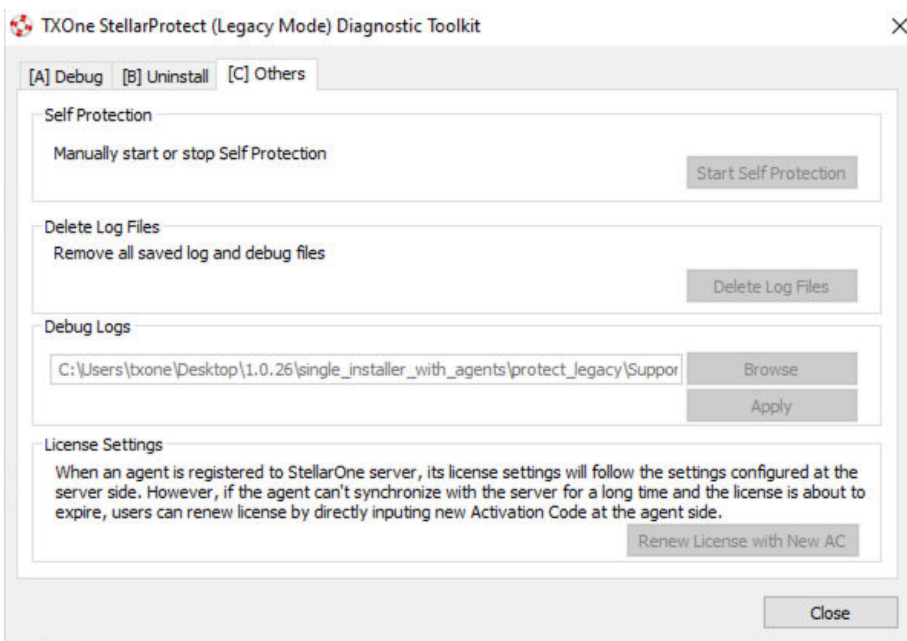 TXOne StellarProtect (Legacy Mode) Diagnostic Toolkit
[A] Debug [B] Uninstall [C] Others
Self Protection
Manually start or stop Self Protection
Start Self Protection
Delete Log Files
Remove all saved log and debug files
Delete Log Files
Debug Logs
C:\Users\txone\Desktop\1.0.26\single_installer_with_agents\protect_legacy\Suppor
Browse
Apply
License Settings
When an agent is registered to StellarOne server, its license settings will follow the settings configured at the
server side. However, if the agent can't synchronize with the server for a long time and the license is about to
expire, users can renew license by directly inputing new Activation Code at the agent side.
Renew License with New AC
Close